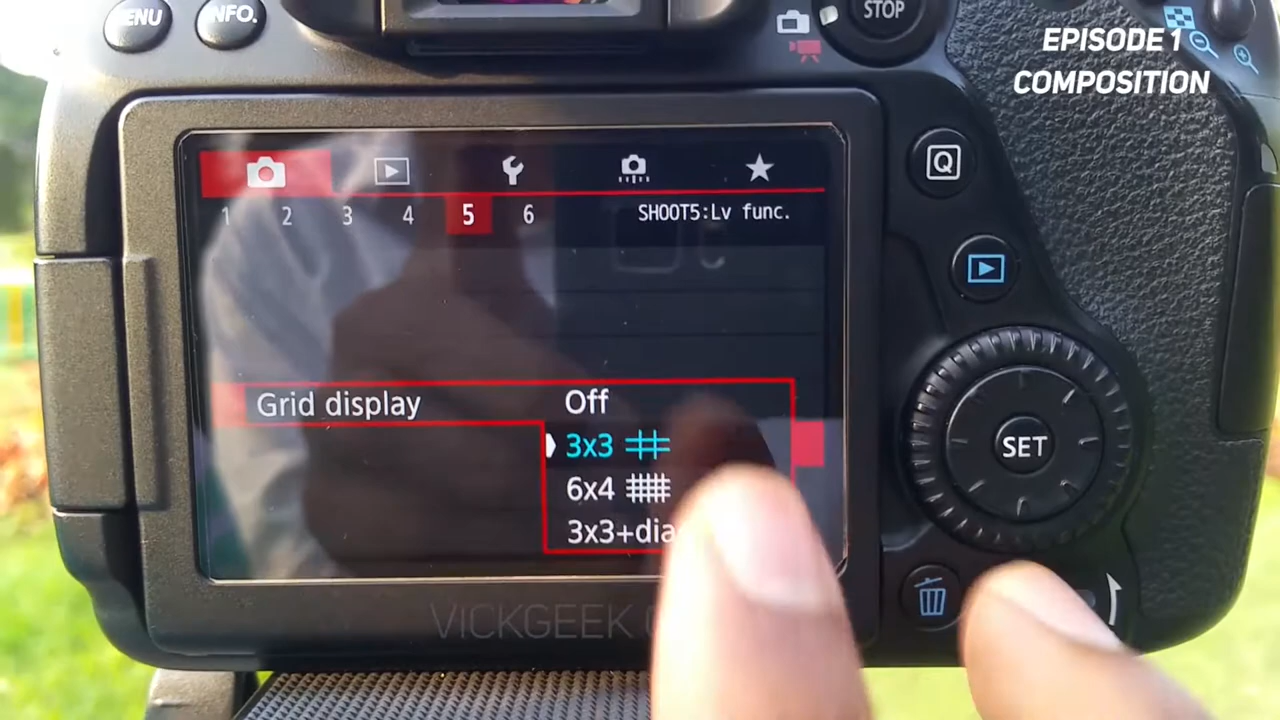 MENU
INFO.
STOP
EPISODE 1
COMPOSITION
Q
1 2 3 4 5 6
SHOOT5:Lv func.
Grid display
Off
3x3
6x4
3x3+dia
SET
VICKGEEK